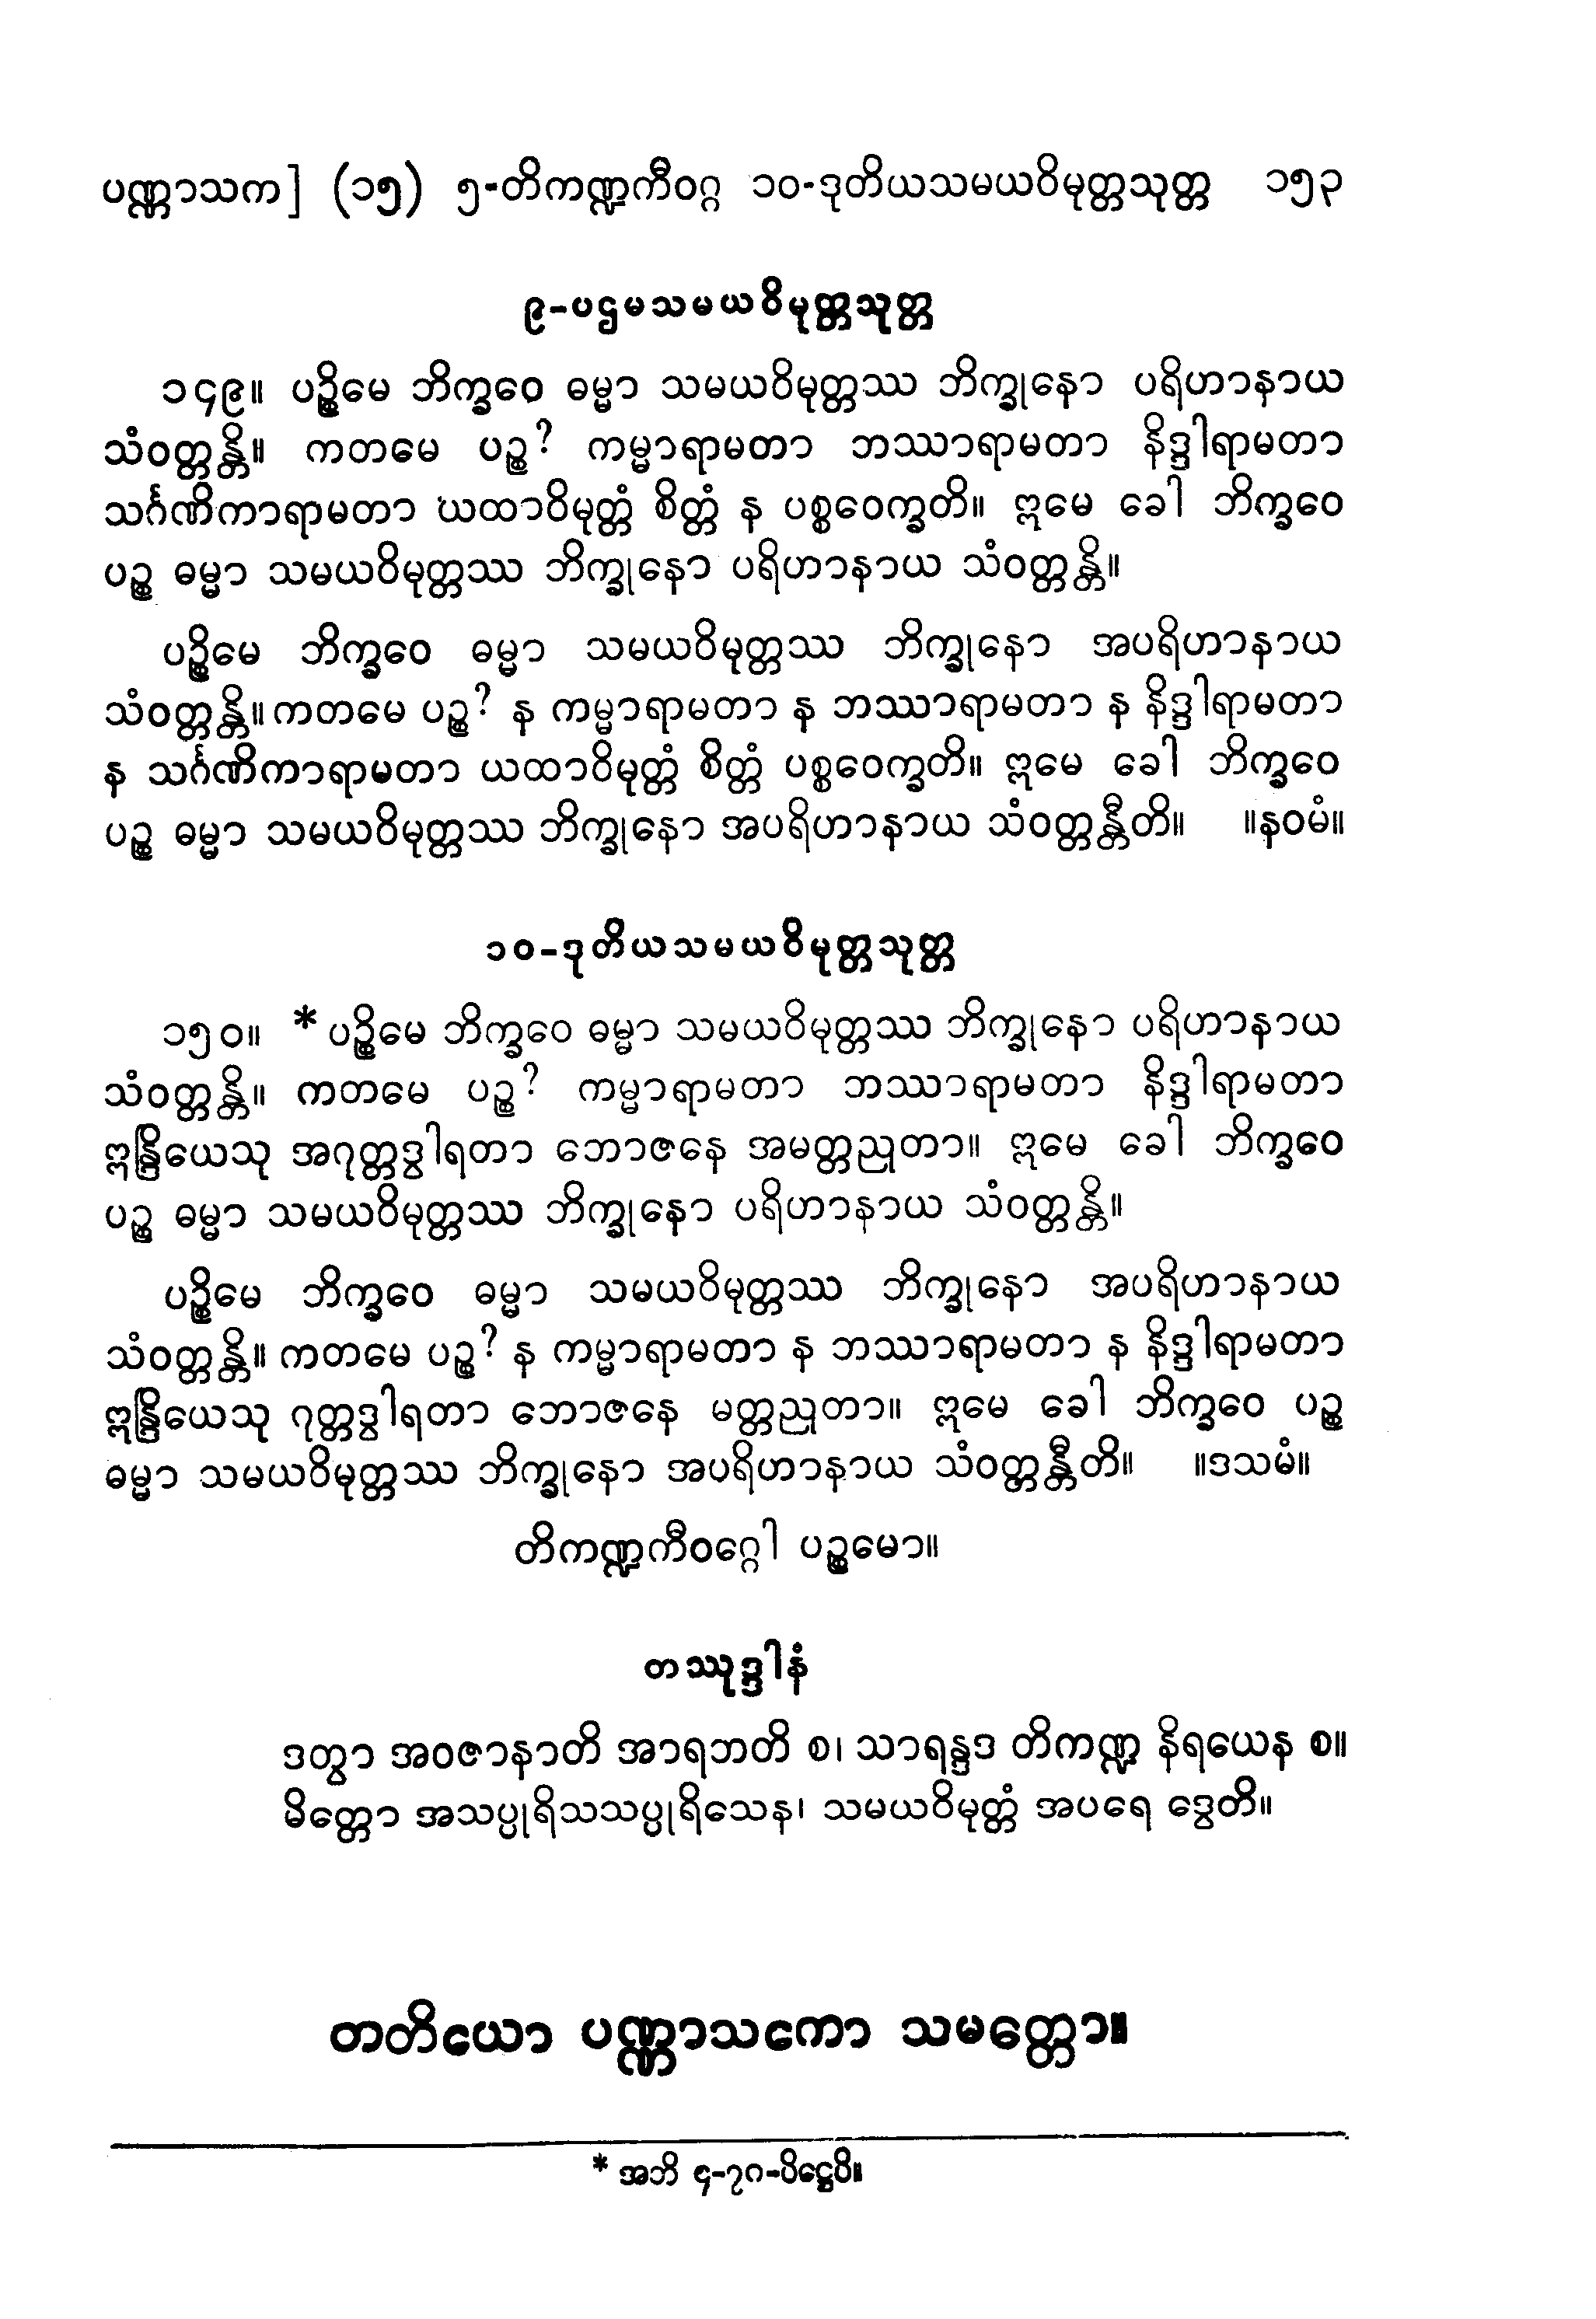 ပဏ္ဏာသက] (၁၅) ၅-တိကဏ္ဍကီဝဂ္ဂ ၁၀-ဒုတိယသမယဝိမုတ္တသုတ္တ ၁၅၃
၉-ပဌမသမယဝိမုတ္တသုတ္တ
၁၄၉။ ပဉ္စိမေ ဘိက္ခဝေ ဓမ္မာ သမယဝိမုတ္တဿ ဘိက္ခုနော ပရိဟာနာယ
သံဝတ္တန္တိ။ ကတမေ ပဉ္စ? ကမ္မာရာမတာ ဘဿာရာမတာ နိဒ္ဒါရာမတာ
သင်္ဂဏိကာရာမတာ ယထာဝိမုတ္တံ စိတ္တံ န ပစ္စဝေက္ခတိ။ ဣမေ ခေါ ဘိက္ခဝေ
ပဉ္စ ဓမ္မာ သမယဝိမုတ္တဿ ဘိက္ခုနော ပရိဟာနာယ သံဝတ္တန္တိ။
ပဉ္စိမေ ဘိက္ခဝေ ဓမ္မာ သမယဝိမုတ္တဿ ဘိက္ခုနော အပရိဟာနာယ
သံဝတ္တန္တိ။ ကတမေ ပဉ္စ? န ကမ္မာရာမတာ န ဘဿာရာမတာ န နိဒ္ဒါရာမတာ
န သင်္ဂဏိကာရာမတာ ယထာဝိမုတ္တံ စိတ္တံ ပစ္စဝေက္ခတိ။ ဣမေ ခေါ ဘိက္ခဝေ
ပဉ္စ ဓမ္မာ သမယဝိမုတ္တဿ ဘိက္ခုနော အပရိဟာနာယ သံဝတ္တန္တီတိ။ ။နဝမံ။
၁၀-ဒုတိယသမယဝိမုတ္တသုတ္တ
၁၅၀။ * ပဉ္စိမေ ဘိက္ခဝေ ဓမ္မာ သမယဝိမုတ္တဿ ဘိက္ခုနော ပရိဟာနာယ
သံဝတ္တန္တိ။ ကတမေ ပဉ္စ? ကမ္မာရာမတာ ဘဿာရာမတာ နိဒ္ဒါရာမတာ
ဣန္ဒြိယေသု အဂုတ္တဒွါရတာ ဘောဇနေ အမတ္တညုတာ။ ဣမေ ခေါ ဘိက္ခဝေ
ပဉ္စ ဓမ္မာ သမယဝိမုတ္တဿ ဘိက္ခုနော ပရိဟာနာယ သံဝတ္တန္တိ။
ပဉ္စိမေ ဘိက္ခဝေ ဓမ္မာ သမယဝိမုတ္တဿ ဘိက္ခုနော အပရိဟာနာယ
သံဝတ္တန္တိ။ ကတမေ ပဉ္စ? န ကမ္မာရာမတာ န ဘဿာရာမတာ န နိဒ္ဒါရာမတာ
ဣန္ဒြိယေသု ဂုတ္တဒွါရတာ ဘောဇနေ မတ္တညုတာ။ ဣမေ ခေါ ဘိက္ခဝေ ပဉ္စ
ဓမ္မာ သမယဝိမုတ္တဿ ဘိက္ခုနော အပရိဟာနာယ သံဝတ္တန္တီတိ။ ။ဒသမံ။
တိကဏ္ဍကီဝဂ္ဂေါ ပဉ္စမော။
တဿုဒ္ဒါနံ
ဒတွာ အဝဇာနာတိ အာရဘတိ စ၊ သာရန္ဒဒ တိကဏ္ဍ နိရယေန စ။
မိတ္တော အသပ္ပုရိသသပ္ပုရိသေန၊ သမယဝိမုတ္တံ အပရေ ဒွေတိ။
တတိယော ပဏ္ဏာသကော သမတ္တော။
* အဘိ ၄-၇ဂ-ပိဋ္ဌေပိ။